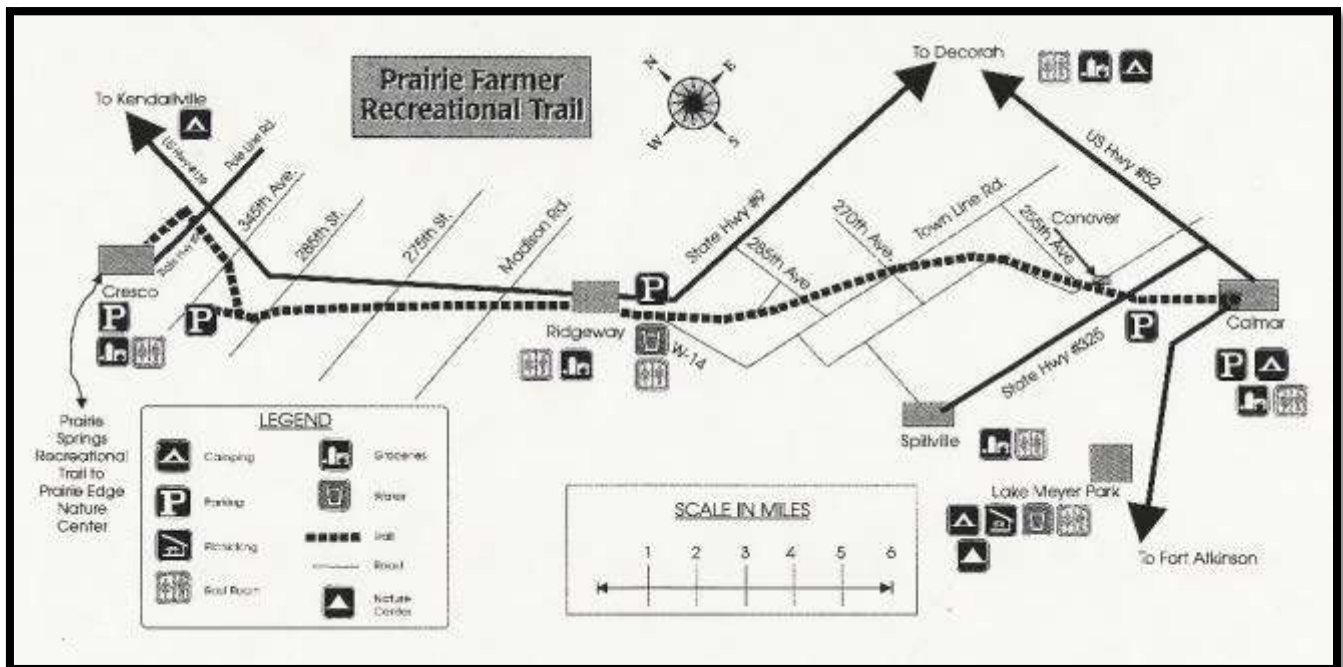 Prairie Farmer
Recreational Trail
N
E
W
S
To Decorah
To Kendallville
US Hwy #139
Pole Line Rd.
345th Ave.
285th St.
275th St.
Madison Rd.
State Hwy #9
285th Ave
270th Ave.
Town Line Rd.
255th Ave
Conover
US Hwy #52
Cresco
P
P
Ridgeway
P
W-14
State Hwy #325
P
Calmar
P
Spillville
Lake Meyer Park
To Fort Atkinson
Prairie
Springs
Recreational
Trail to
Prairie Edge
Nature
Center
LEGEND
Camping
P
Parking
Picnicking
Rest Room
Groceries
Water
Trail
Road
Nature
Center
SCALE IN MILES
1 2 3 4 5 6